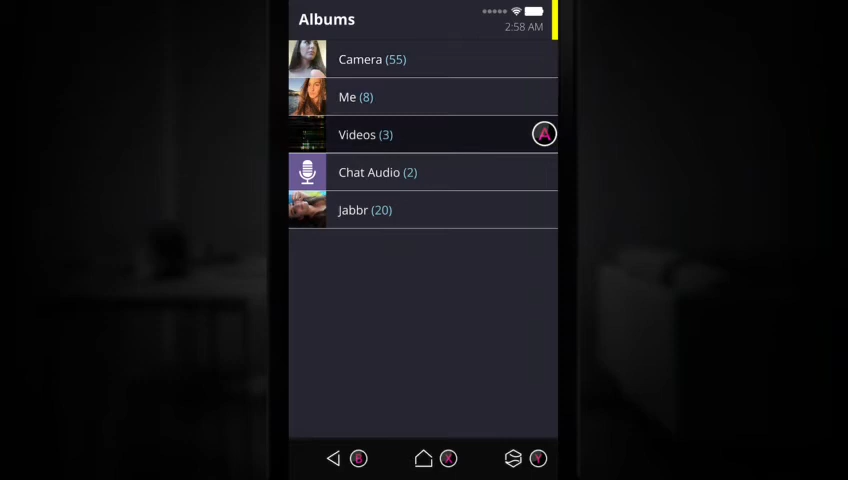 Albums
2:58 AM
Camera (55)
Me (8)
Videos (3) A
Chat Audio (2)
Jabbr (20)
B X Y